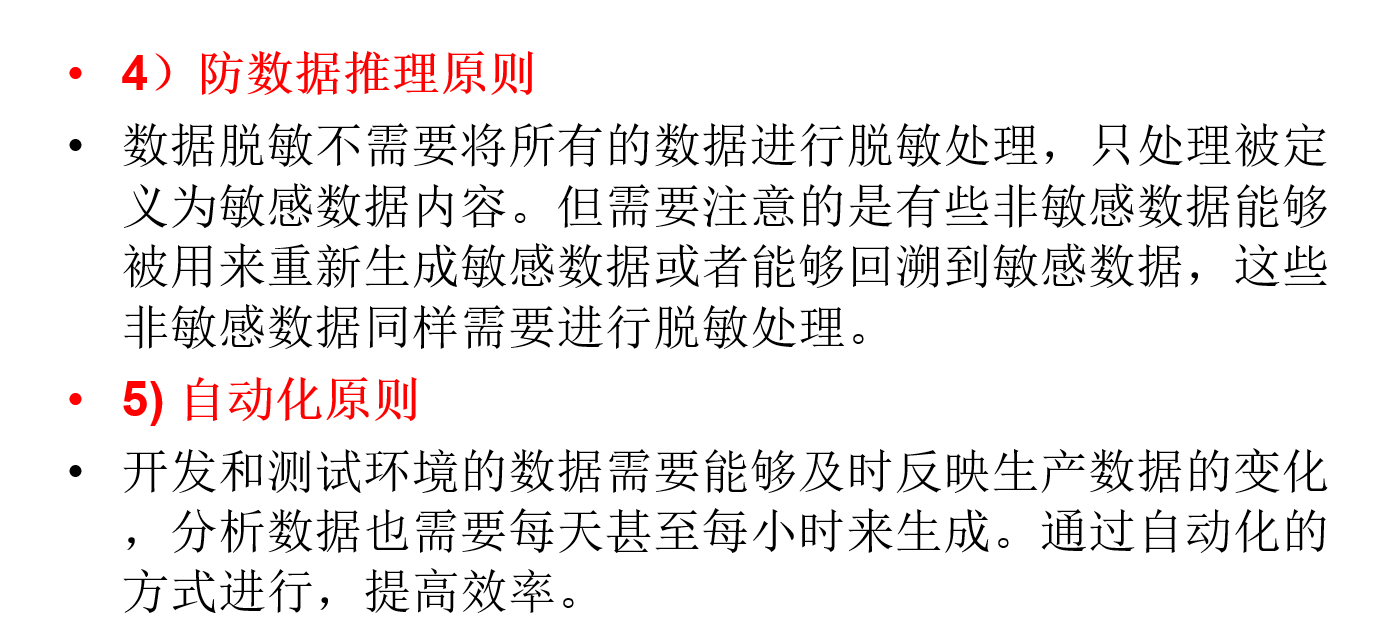 • 4）防数据推理原则
• 数据脱敏不需要将所有的数据进行脱敏处理，只处理被定
义为敏感数据内容。但需要注意的是有些非敏感数据能够
被用来重新生成敏感数据或者能够回溯到敏感数据，这些
非敏感数据同样需要进行脱敏处理。
• 5) 自动化原则
• 开发和测试环境的数据需要能够及时反映生产数据的变化
，分析数据也需要每天甚至每小时来生成。通过自动化的
方式进行，提高效率。